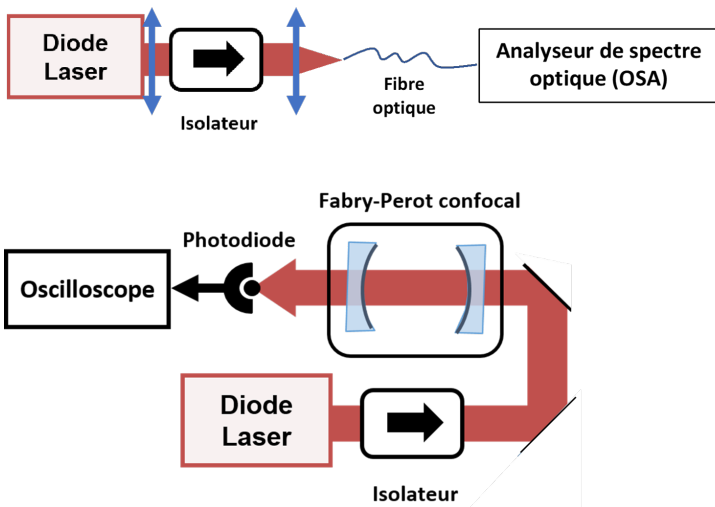 Diode
Laser
Isolateur
Fibre
optique
Analyseur de spectre
optique (OSA)
Fabry-Perot confocal
Photodiode
Oscilloscope
Diode
Laser
Isolateur